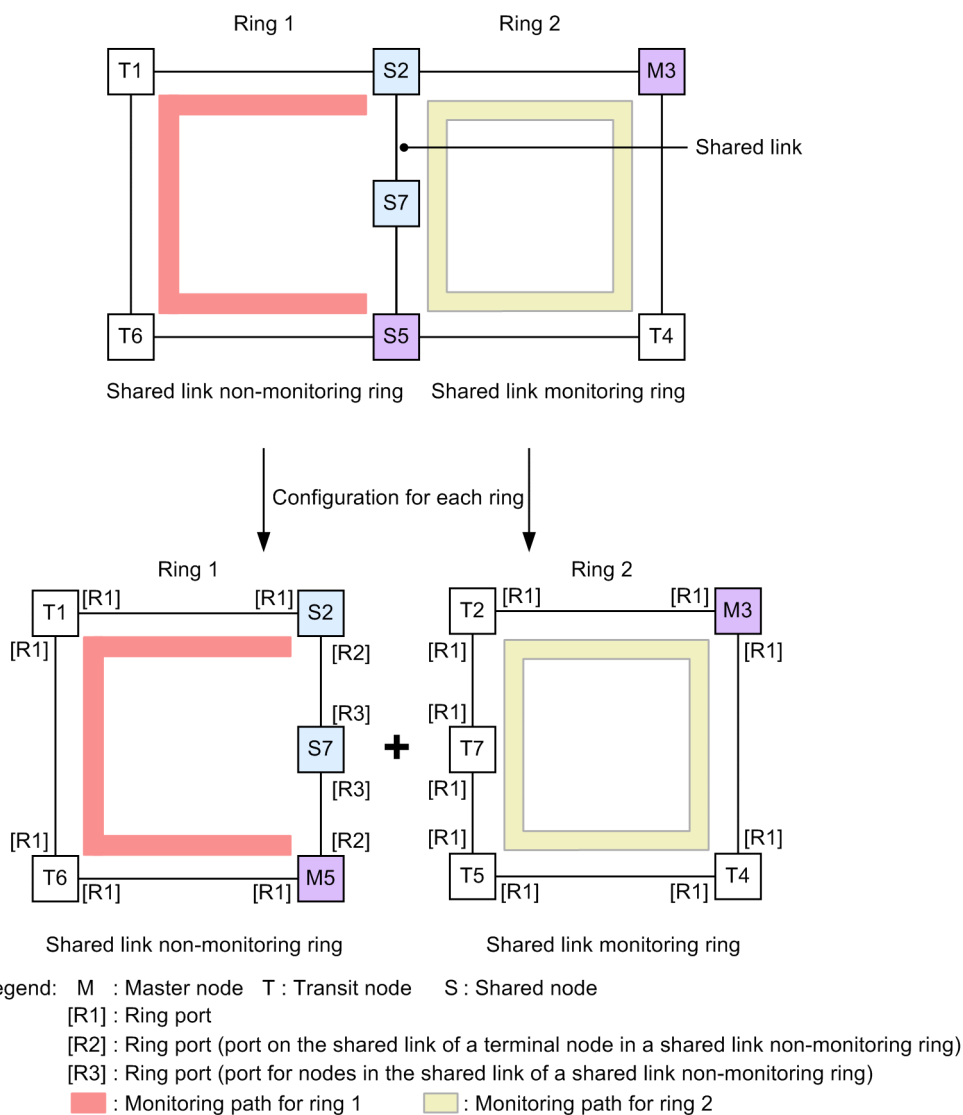 Ring 1 Ring 2
T1 S2 M3
Shared link
S7
T6 S5 T4
Shared link non-monitoring ring Shared link monitoring ring
Configuration for each ring
Ring 1 Ring 2
T1 [R1] [R1] S2 T2 [R1] [R1] M3
[R1] [R2] [R1] [R1]
[R3] [R1]
S7 + T7
[R3] [R1]
[R1] [R2] [R1] [R1]
T6 [R1] [R1] M5 T5 [R1] [R1] T4
Shared link non-monitoring ring Shared link monitoring ring
egend: M : Master node T : Transit node S : Shared node
[R1] : Ring port
[R2] : Ring port (port on the shared link of a terminal node in a shared link non-monitoring ring)
[R3] : Ring port (port for nodes in the shared link of a shared link non-monitoring ring)
: Monitoring path for ring 1 : Monitoring path for ring 2